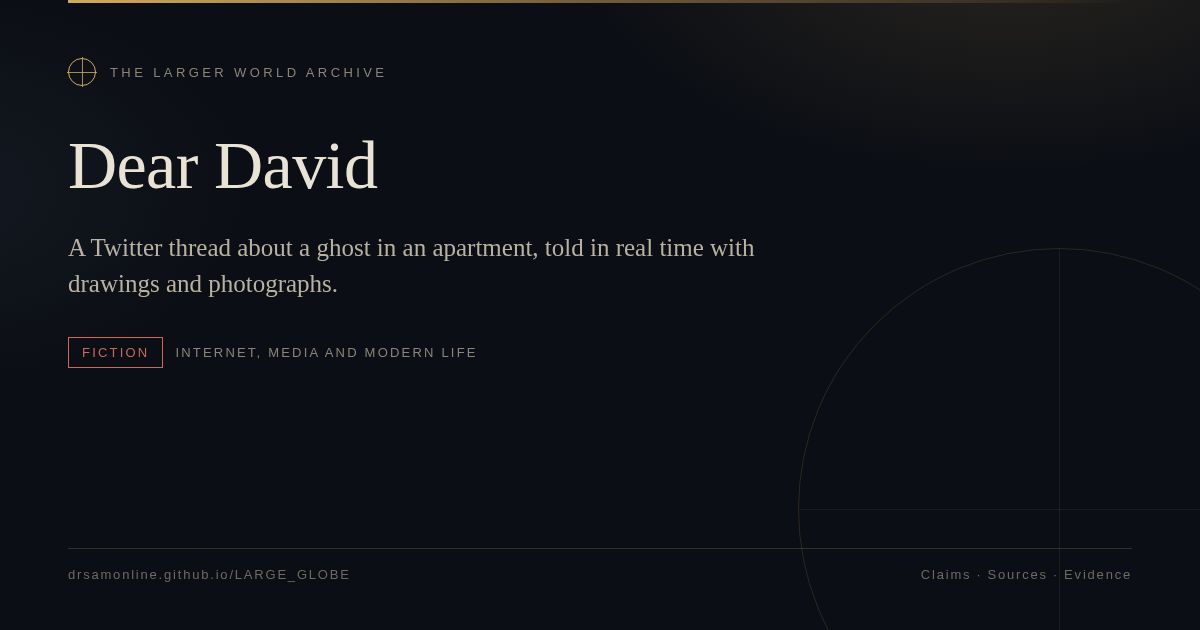 THE LARGER WORLD ARCHIVE
Dear David
A Twitter thread about a ghost in an apartment, told in real time with
drawings and photographs.
FICTION INTERNET, MEDIA AND MODERN LIFE
drsamonline.github.io/LARGE_GLOBE
Claims · Sources · Evidence